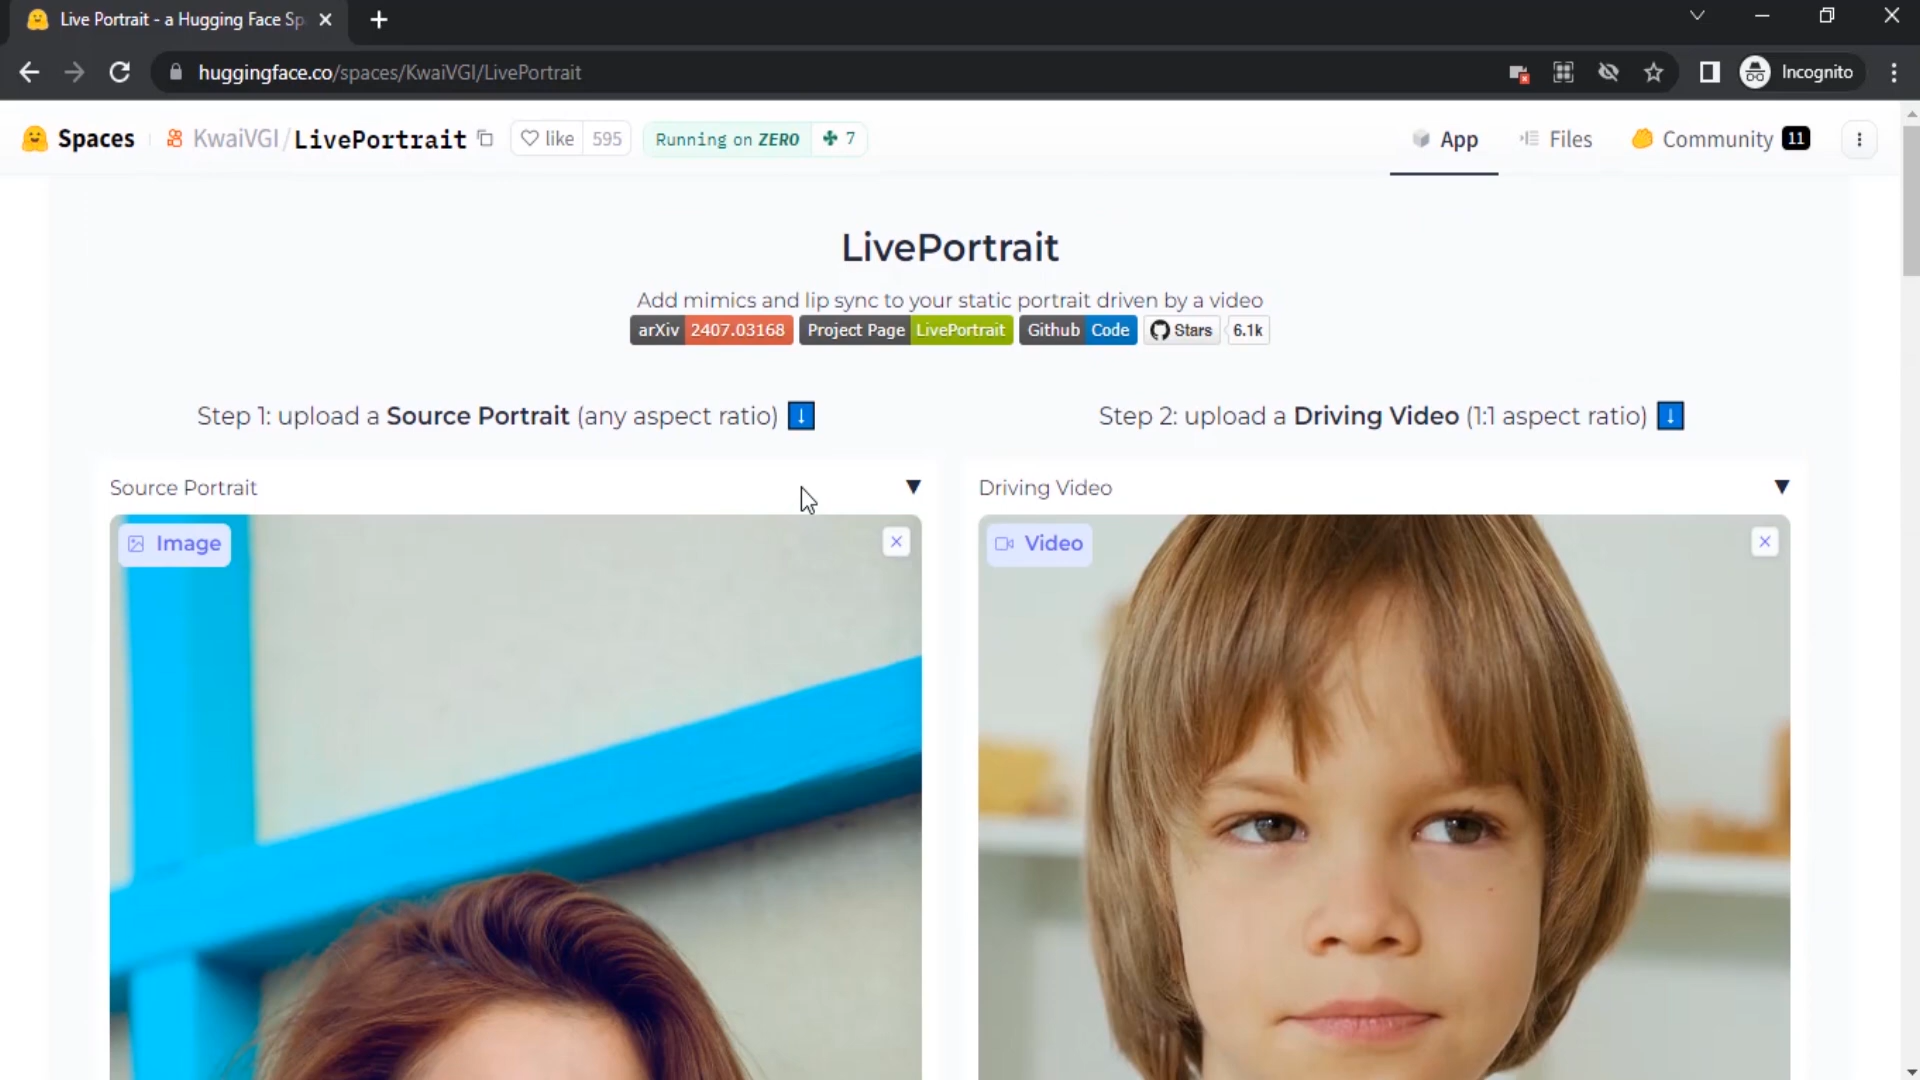 Live Portrait - a Hugging Face Sp
huggingface.co/spaces/KwaiVGI/LivePortrait
Incognito
Spaces KwaiVGI/LivePortrait like 595 Running on ZERO 7
App Files Community 11
LivePortrait
Add mimics and lip sync to your static portrait driven by a video
arXiv 2407.03168 Project Page LivePortrait Github Code Stars 6.1k
Step 1: upload a Source Portrait (any aspect ratio)
Step 2: upload a Driving Video (1:1 aspect ratio)
Source Portrait
Driving Video
Image
Video